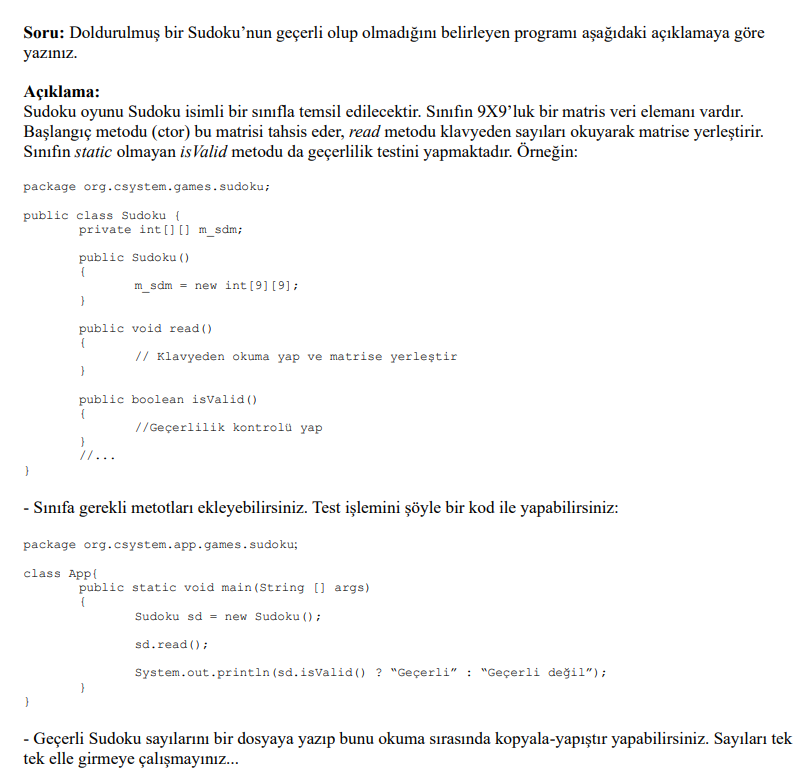 Soru: Doldurulmuş bir Sudoku’nun geçerli olup olmadığını belirleyen programı aşağıdaki açıklamaya göre
yazınız.
Açıklama:
Sudoku oyunu Sudoku isimli bir sınıfla temsil edilecektir. Sınıfın 9X9’luk bir matris veri elemanı vardır.
Başlangıç metodu (ctor) bu matrisi tahsis eder, read metodu klavyeden sayıları okuyarak matrise yerleştirir.
Sınıfın static olmayan isValid metodu da geçerlilik testini yapmaktadır. Örneğin:
package org.csystem.games.sudoku;
public class Sudoku {
private int[][] m_sdm;
public Sudoku()
{
m_sdm = new int[9][9];
}
public void read()
{
// Klavyeden okuma yap ve matrise yerleştir
}
public boolean isValid()
{
//Geçerlilik kontrolü yap
}
//...
}
- Sınıfa gerekli metotları ekleyebilirsiniz. Test işlemini şöyle bir kod ile yapabilirsiniz:
package org.csystem.app.games.sudoku;
class App{
public static void main(String [] args)
{
Sudoku sd = new Sudoku();
sd.read();
System.out.println(sd.isValid() ? “Geçerli” : “Geçerli değil”);
}
}
- Geçerli Sudoku sayılarını bir dosyaya yazıp bunu okuma sırasında kopyala-yapıştır yapabilirsiniz. Sayıları tek
tek elle girmeye çalışmayınız...